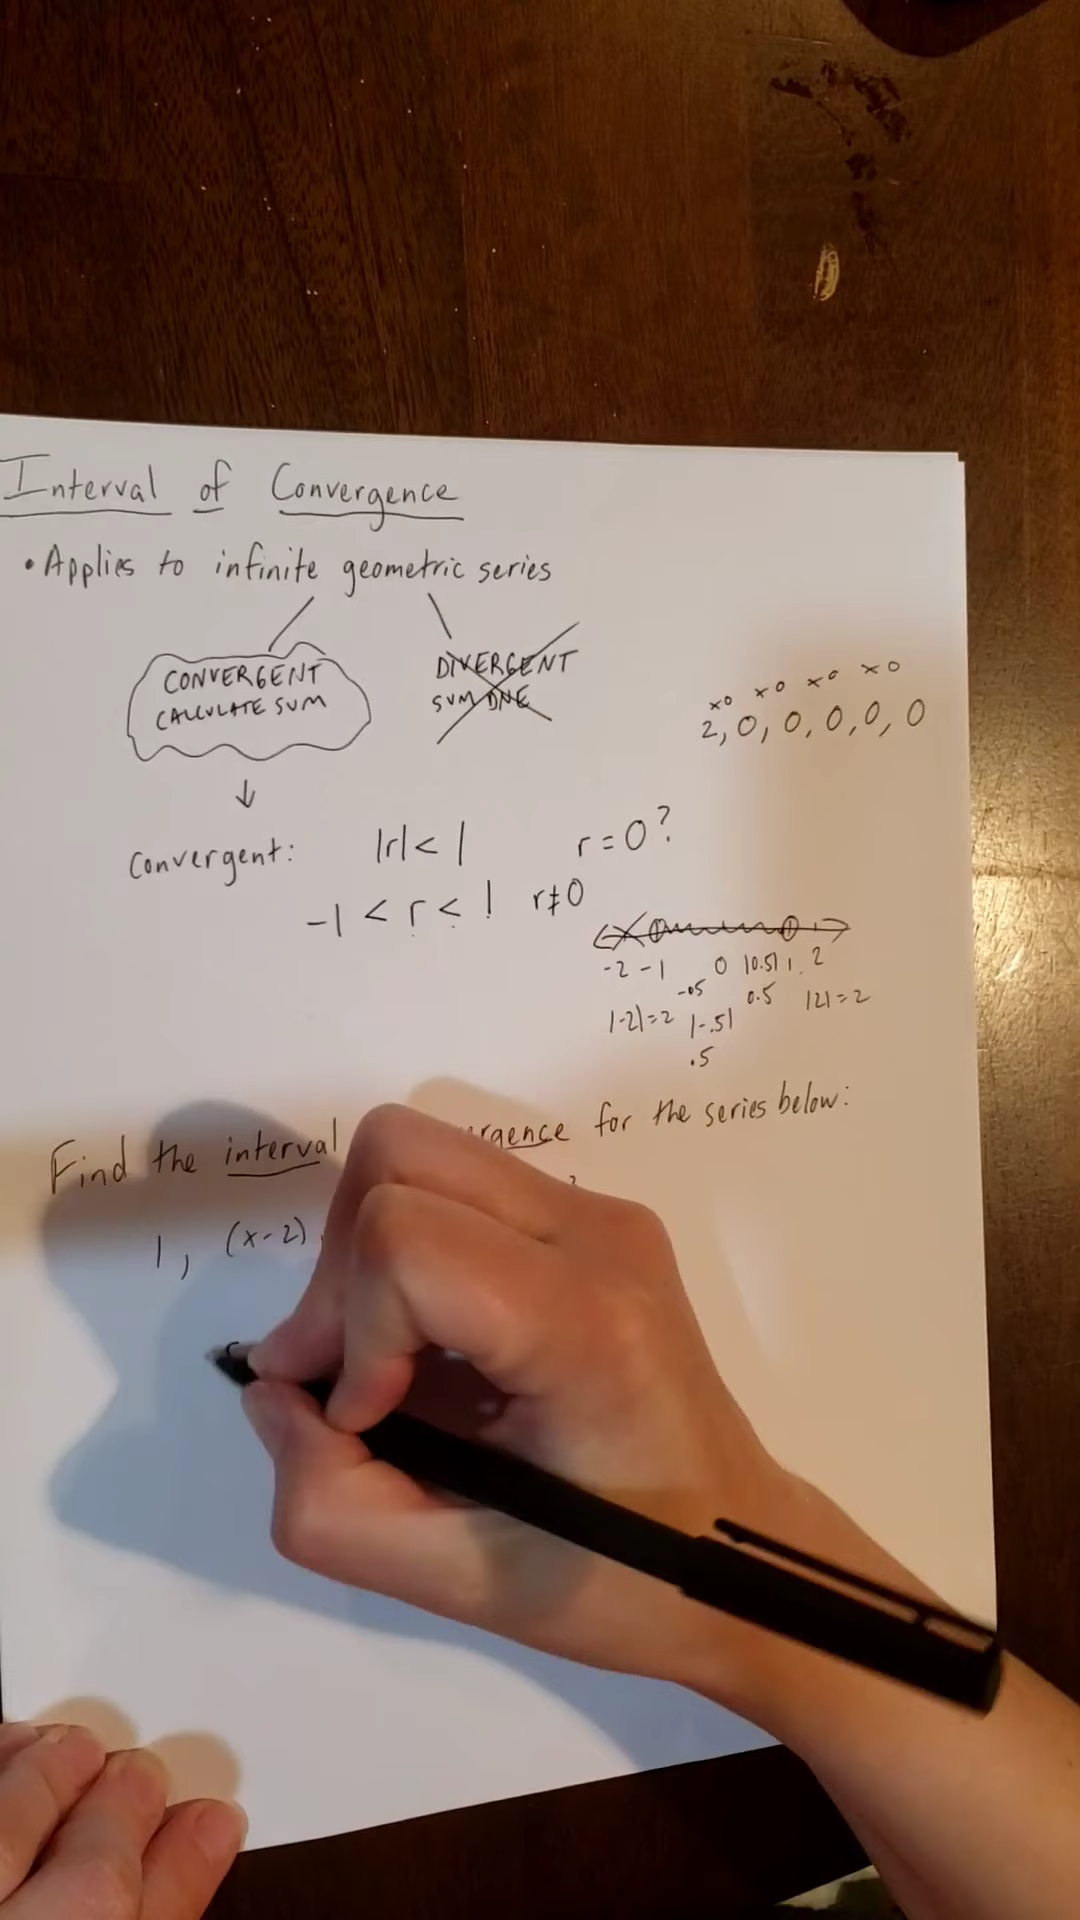 Interval of Convergence
• Applies to infinite geometric series
CONVERGENT
CALCULATE SUM
DIVERGENT
SUM DNE
x0 x0 x0 x0
2, 0, 0, 0, 0, 0
↓
Convergent: |r| < 1
r = 0?
-1 < r < 1 r ≠ 0
-2 -1 0 |0.5| 1 2
-.05 0.5
|-2|=2 |-.5| |2|=2
.5
Find the interval for the series below:
1, (x-2)